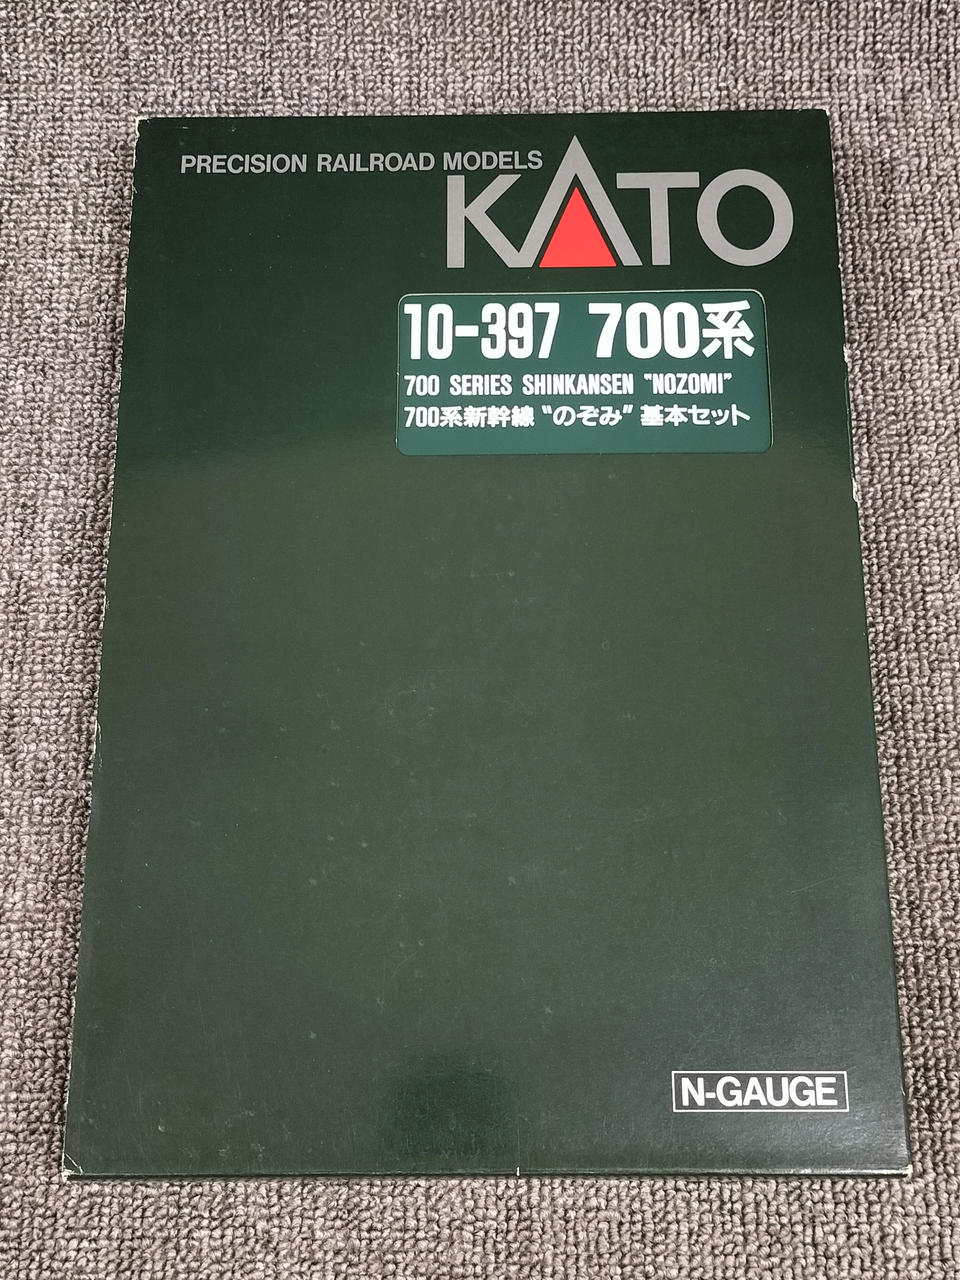 PRECISION RAILROAD MODELS
KATO
10-397 700系
700 SERIES SHINKANSEN "NOZOMI"
700系新幹線 "のぞみ" 基本セット
N-GAUGE